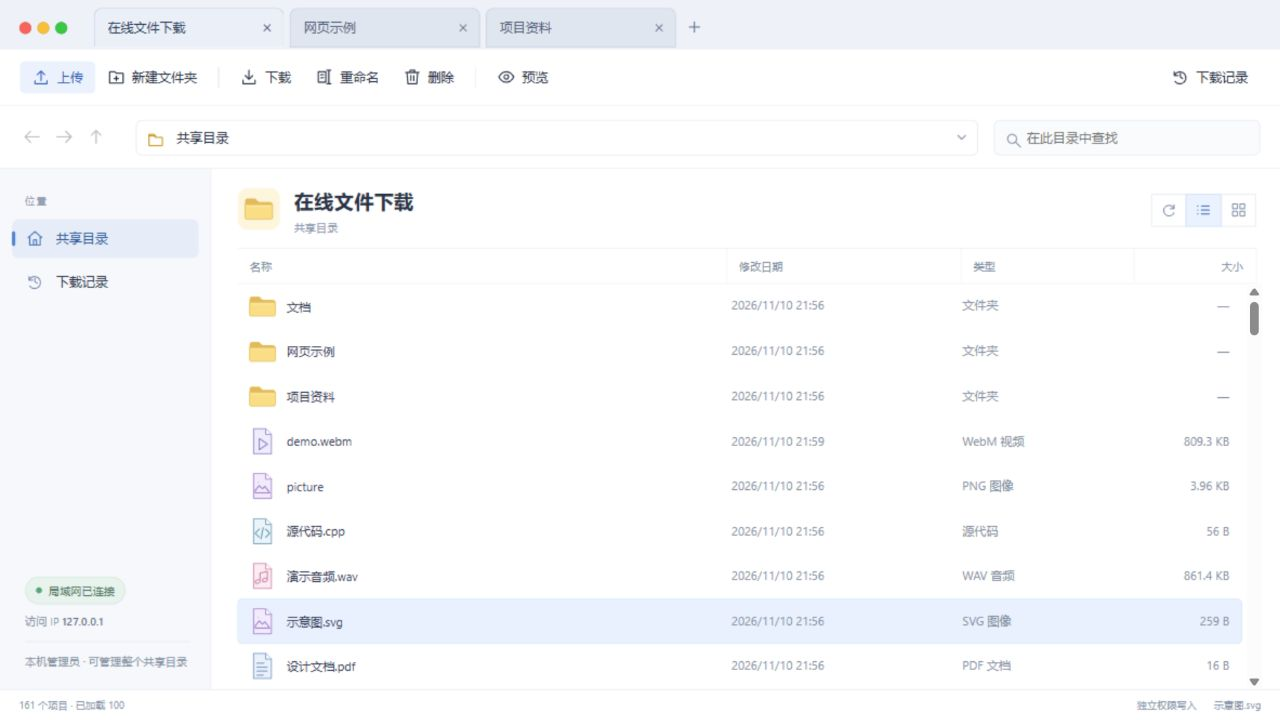 在线文件下载
网页示例
项目资料
上传
新建文件夹
下载
重命名
删除
预览
下载记录
共享目录
在此目录中查找
位置
共享目录
下载记录
局域网已连接
访问 IP 127.0.0.1
本机管理员 · 可管理整个共享目录
在线文件下载
共享目录
名称 修改日期 类型 大小
文档 2026/11/10 21:56 文件夹 —
网页示例 2026/11/10 21:56 文件夹 —
项目资料 2026/11/10 21:56 文件夹 —
demo.webm 2026/11/10 21:59 WebM 视频 809.3 KB
picture 2026/11/10 21:56 PNG 图像 3.96 KB
源代码.cpp 2026/11/10 21:56 源代码 56 B
演示音频.wav 2026/11/10 21:56 WAV 音频 861.4 KB
示意图.svg 2026/11/10 21:56 SVG 图像 259 B
设计文档.pdf 2026/11/10 21:56 PDF 文档 16 B
161 个项目 · 已加载 100
独立权限写入 示意图.svg